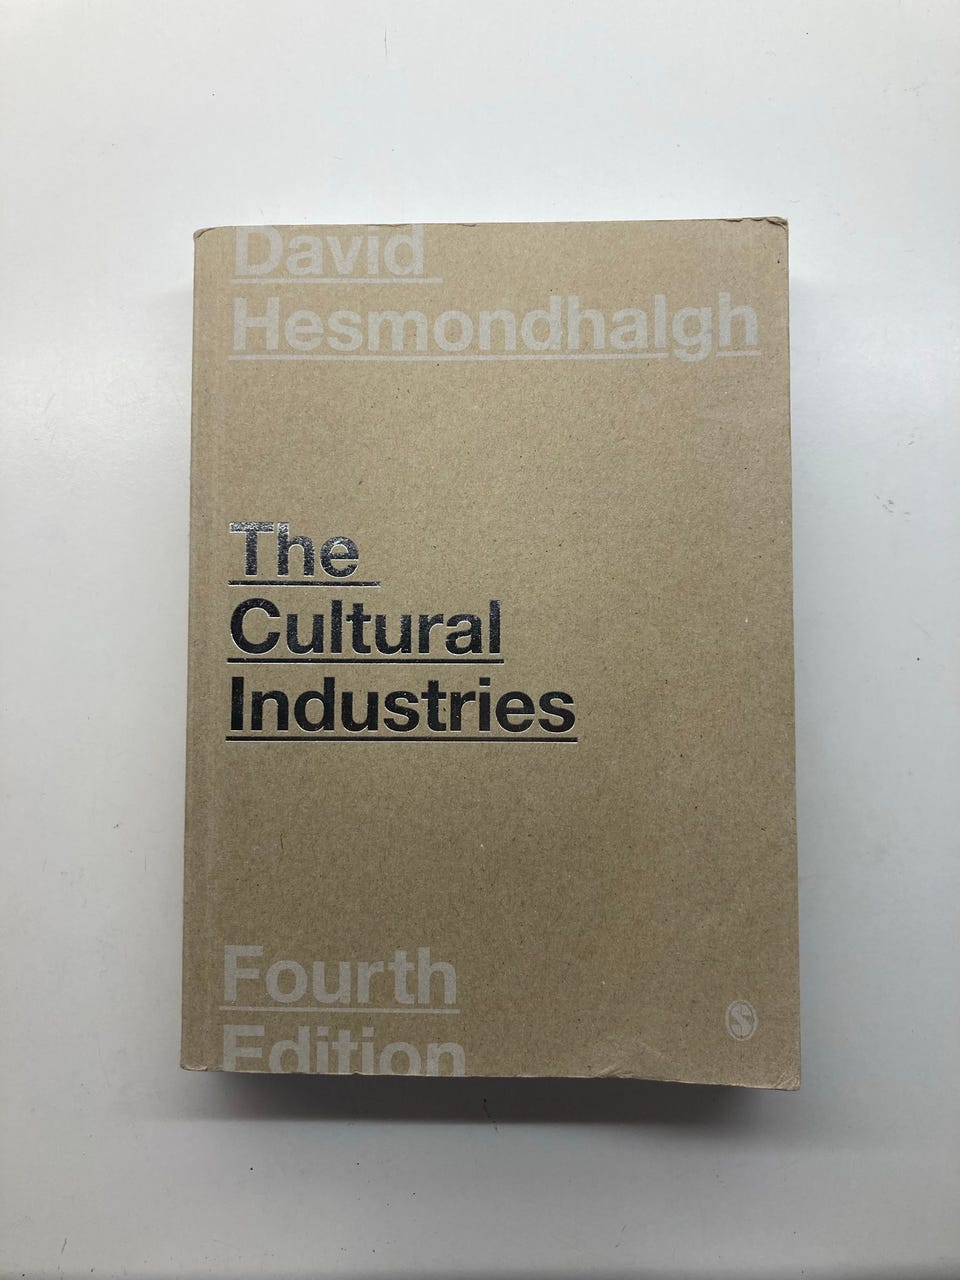 David
Hesmondhalgh
The
Cultural
Industries
Fourth
Edition
S